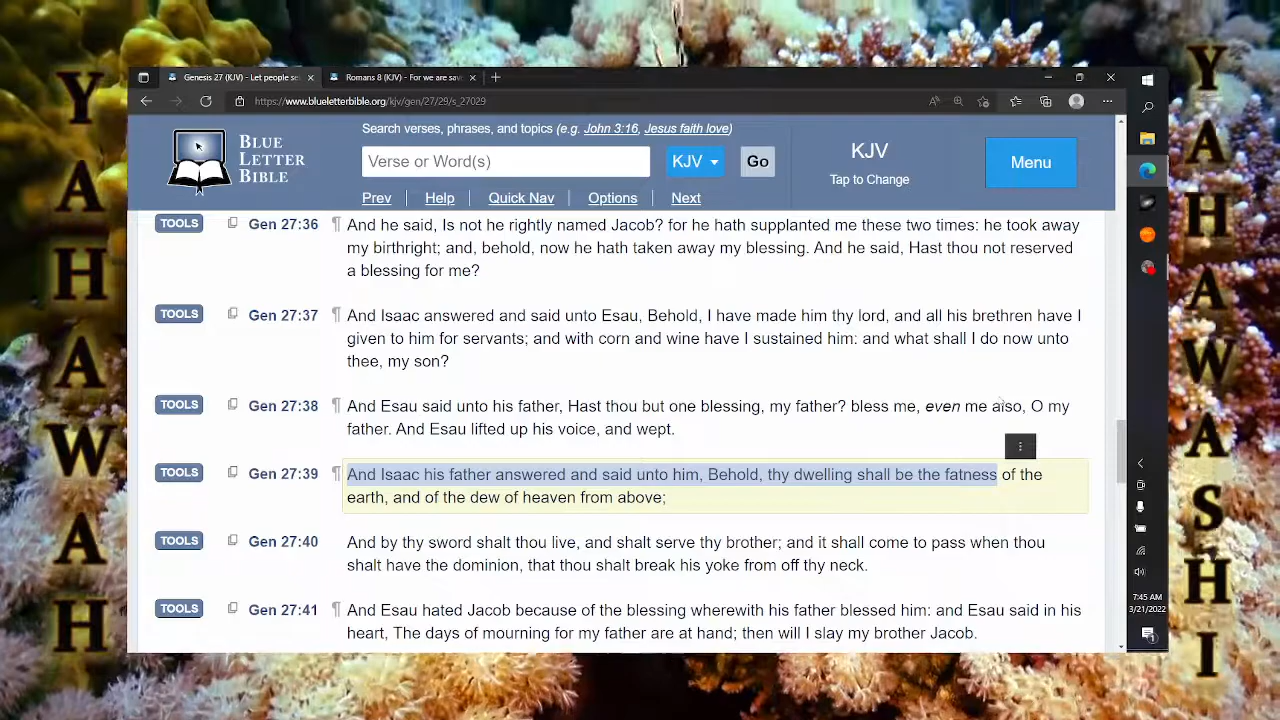 YAHAWAH
YAHAWASHI
Genesis 27 (KJV) - Let people se
Romans 8 (KJV) - For we are sav
https://www.blueletterbible.org/kjv/gen/27/29/s_27029
BLUE
LETTER
BIBLE
Search verses, phrases, and topics (e.g. John 3:16, Jesus faith love)
Verse or Word(s)
KJV
Go
KJV
Tap to Change
Menu
Prev
Help
Quick Nav
Options
Next
TOOLS Gen 27:36 ¶ And he said, Is not he rightly named Jacob? for he hath supplanted me these two times: he took away
my birthright; and, behold, now he hath taken away my blessing. And he said, Hast thou not reserved
a blessing for me?
TOOLS Gen 27:37 ¶ And Isaac answered and said unto Esau, Behold, I have made him thy lord, and all his brethren have I
given to him for servants; and with corn and wine have I sustained him: and what shall I do now unto
thee, my son?
TOOLS Gen 27:38 ¶ And Esau said unto his father, Hast thou but one blessing, my father? bless me, even me also, O my
father. And Esau lifted up his voice, and wept.
TOOLS Gen 27:39 ¶ And Isaac his father answered and said unto him, Behold, thy dwelling shall be the fatness of the
earth, and of the dew of heaven from above;
TOOLS Gen 27:40 ¶ And by thy sword shalt thou live, and shalt serve thy brother; and it shall come to pass when thou
shalt have the dominion, that thou shalt break his yoke from off thy neck.
TOOLS Gen 27:41 ¶ And Esau hated Jacob because of the blessing wherewith his father blessed him: and Esau said in his
heart, The days of mourning for my father are at hand; then will I slay my brother Jacob.
7:45 AM
3/21/2022